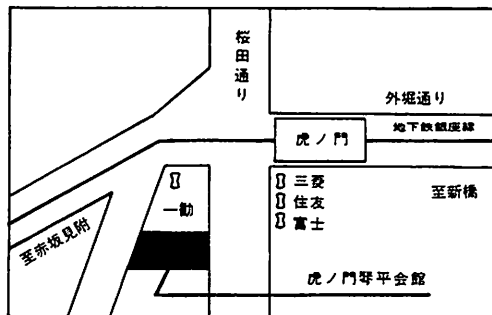 桜田通り
外堀通り
地下鉄銀座線
虎ノ門
三菱
住友
富士
至新橋
一勧
至赤坂見附
虎ノ門琴平会館